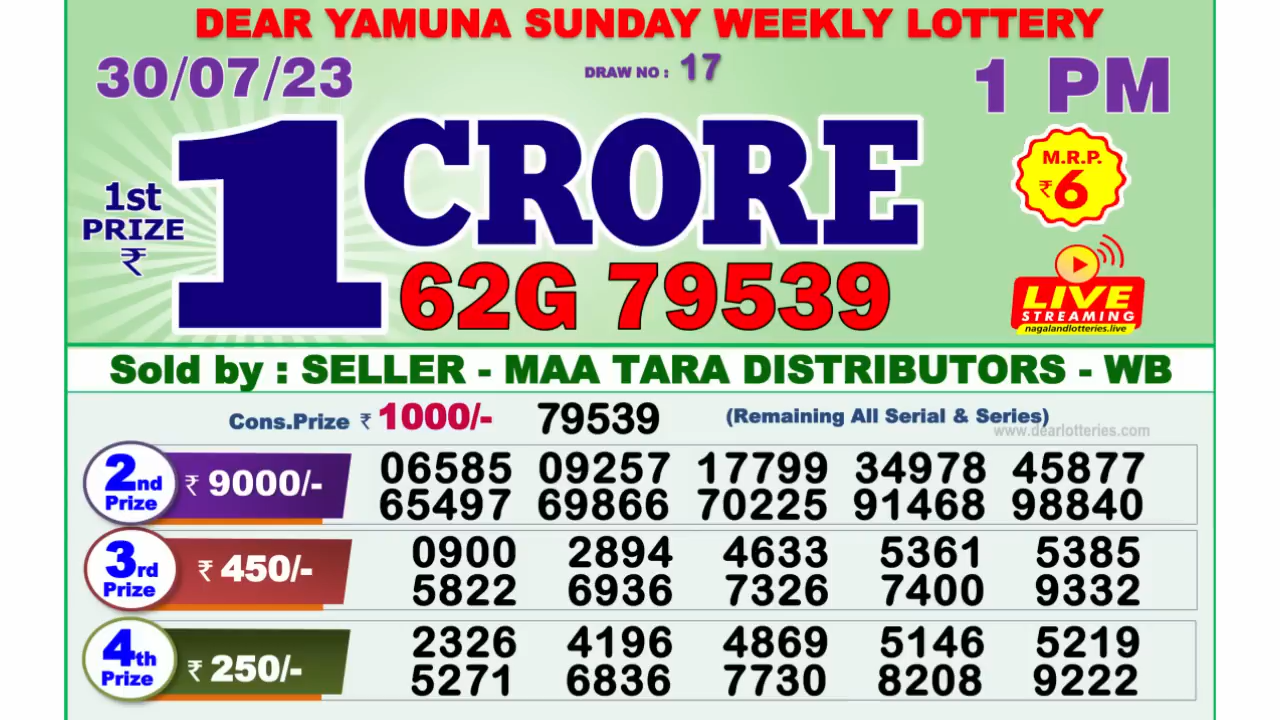 DEAR YAMUNA SUNDAY WEEKLY LOTTERY
30/07/23 DRAW NO : 17 1 PM
1st PRIZE ₹ 1 CRORE
M.R.P. ₹ 6
62G 79539
LIVE
STREAMING
nagalandlotteries.live
Sold by : SELLER - MAA TARA DISTRIBUTORS - WB
Cons.Prize ₹ 1000/- 79539 (Remaining All Serial & Series)
www.dearlotteries.com
2nd Prize ₹ 9000/-
06585 09257 17799 34978 45877
65497 69866 70225 91468 98840
3rd Prize ₹ 450/-
0900 2894 4633 5361 5385
5822 6936 7326 7400 9332
4th Prize ₹ 250/-
2326 4196 4869 5146 5219
5271 6836 7730 8208 9222